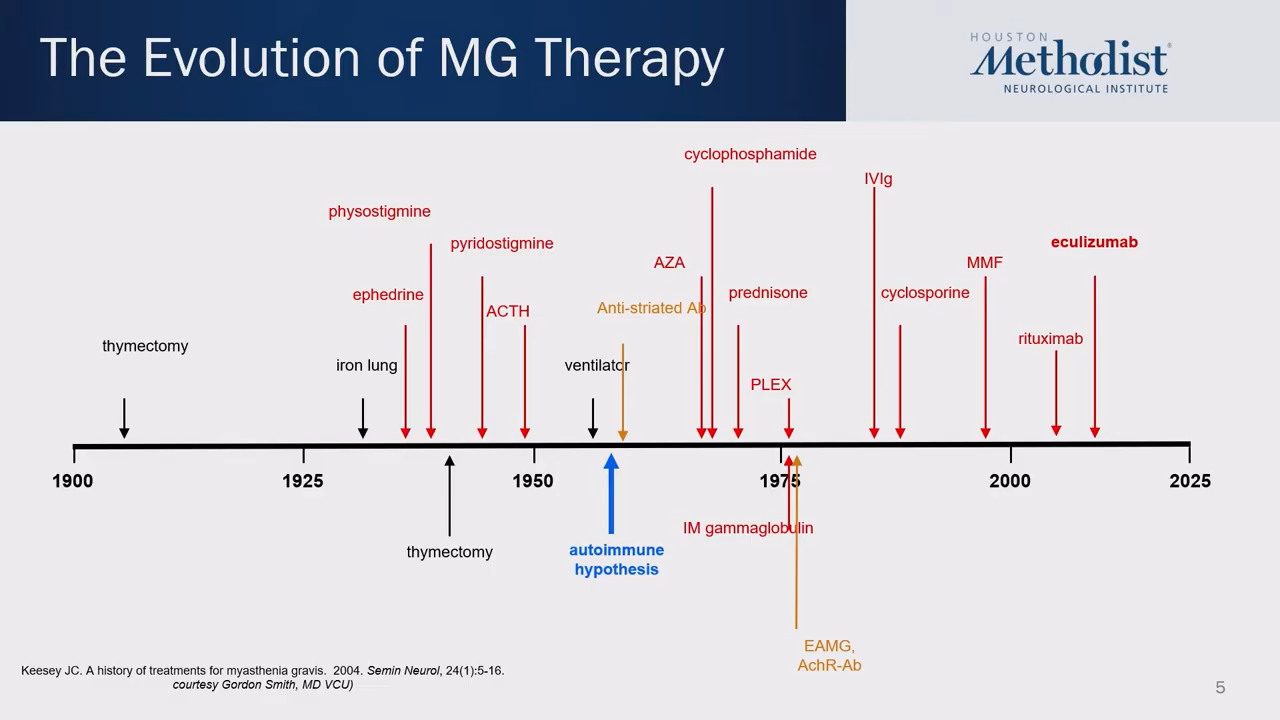 The Evolution of MG Therapy
HOUSTON
Methodist®
NEUROLOGICAL INSTITUTE
cyclophosphamide
IVIg
physostigmine
pyridostigmine
eculizumab
AZA
MMF
ephedrine
prednisone
cyclosporine
ACTH
Anti-striated Ab
rituximab
thymectomy
iron lung
ventilator
PLEX
1900
1925
1950
1975
2000
2025
IM gammaglobulin
thymectomy
autoimmune
hypothesis
EAMG,
AchR-Ab
Keesey JC. A history of treatments for myasthenia gravis.  2004. Semin Neurol, 24(1):5-16.
courtesy Gordon Smith, MD VCU)
5